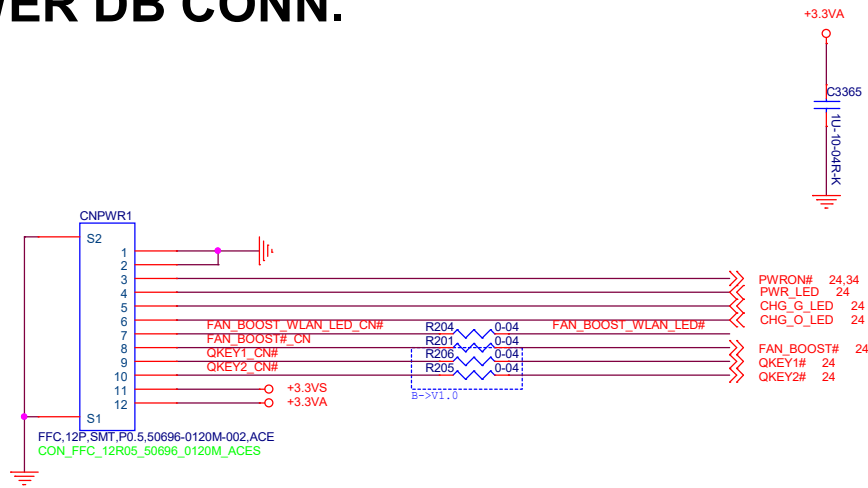 WER DB CONN.
+3.3VA
C3365
1U-10-04R-K
CNPWR1
S2
1
2
3
4
5
6
7
8
9
10
11
12
S1
PWRON# 24,34
PWR_LED 24
CHG_G_LED 24
CHG_O_LED 24
FAN_BOOST_WLAN_LED_CN# R204 0-04 FAN_BOOST_WLAN_LED#
FAN_BOOST#_CN R201 0-04 FAN_BOOST# 24
QKEY1_CN# R206 0-04 QKEY1# 24
QKEY2_CN# R205 0-04 QKEY2# 24
+3.3VS
+3.3VA
B->V1.0
FFC,12P,SMT,P0.5,50696-0120M-002,ACE
CON_FFC_12R05_50696_0120M_ACES